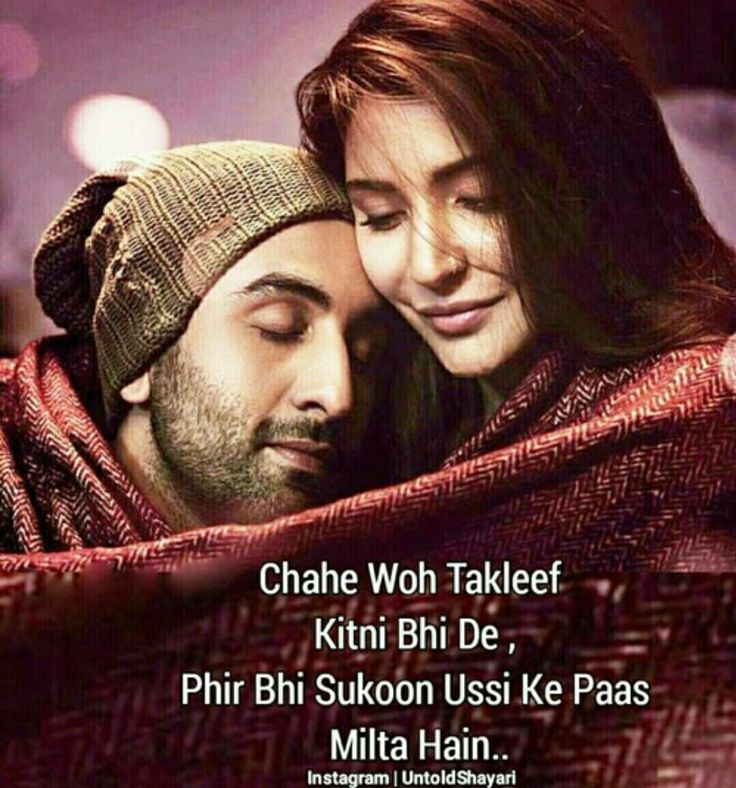 Chahe Woh Takleef
Kitni Bhi De ,
Phir Bhi Sukoon Ussi Ke Paas
Milta Hain..
Instagram | UntoldShayari